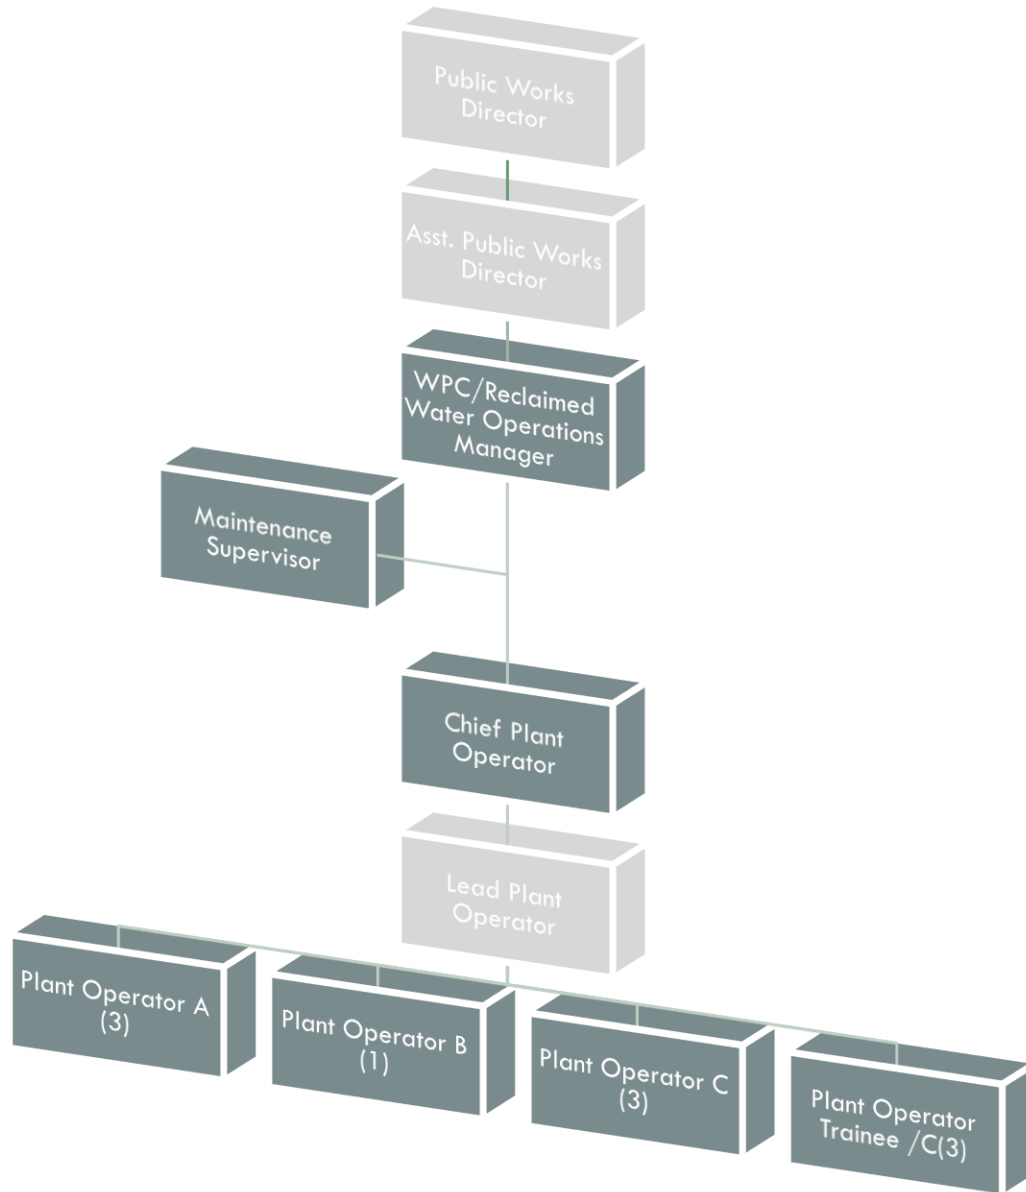 Public Works
Director
Asst. Public Works
Director
WPC/Reclaimed
Water Operations
Manager
Maintenance
Supervisor
Chief Plant
Operator
Lead Plant
Operator
Plant Operator A
(3)
Plant Operator B
(1)
Plant Operator C
(3)
Plant Operator
Trainee /C(3)